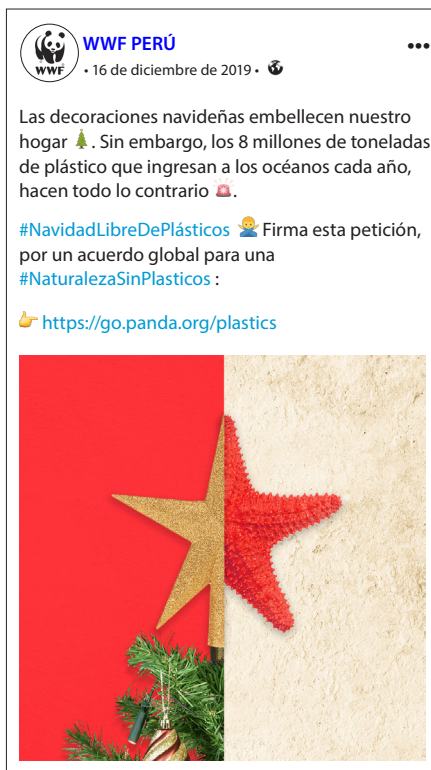 WWF PERÚ
WWF
• 16 de diciembre de 2019 •
Las decoraciones navideñas embellecen nuestro
hogar 🌲. Sin embargo, los 8 millones de toneladas
de plástico que ingresan a los océanos cada año,
hacen todo lo contrario 🚨.
#NavidadLibreDePlásticos 🙅‍♂️ Firma esta petición,
por un acuerdo global para una
#NaturalezaSinPlasticos :
👉 https://go.panda.org/plastics